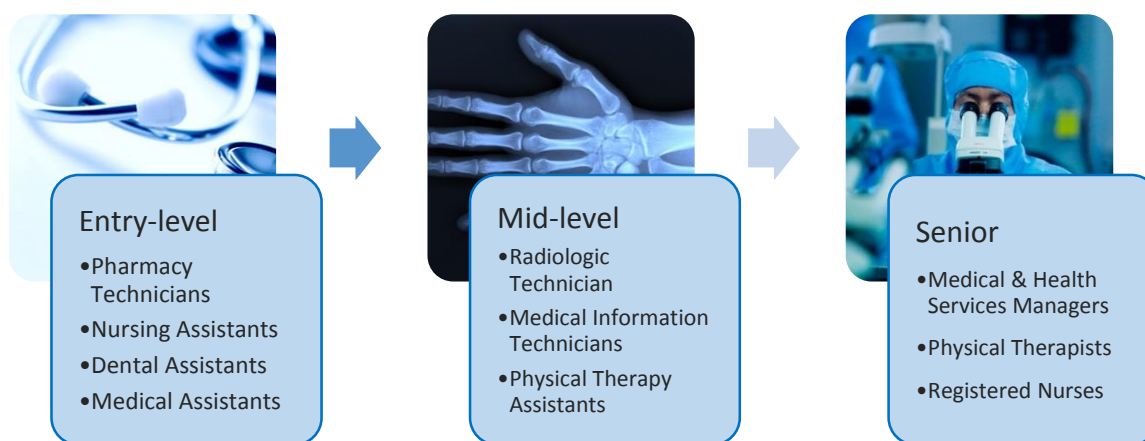 Entry-level
•Pharmacy
Technicians
•Nursing Assistants
•Dental Assistants
•Medical Assistants
Mid-level
•Radiologic
Technician
•Medical Information
Technicians
•Physical Therapy
Assistants
Senior
•Medical & Health
Services Managers
•Physical Therapists
•Registered Nurses